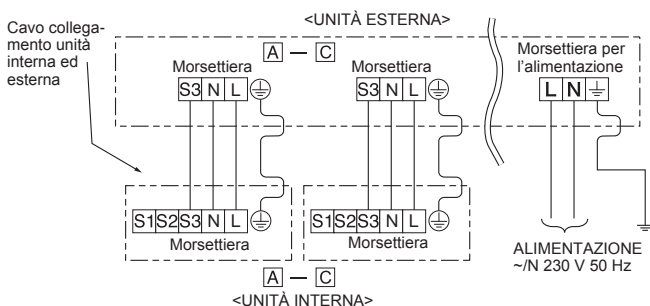 <UNITÀ ESTERNA>
Cavo collega-
mento unità
interna ed
esterna
A — C
Morsettiera
S3 N L
Morsettiera
S3 N L
Morsettiera per
l'alimentazione
L N
S1 S2 S3 N L
Morsettiera
S1 S2 S3 N L
Morsettiera
A — C
<UNITÀ INTERNA>
ALIMENTAZIONE
~/N 230 V 50 Hz